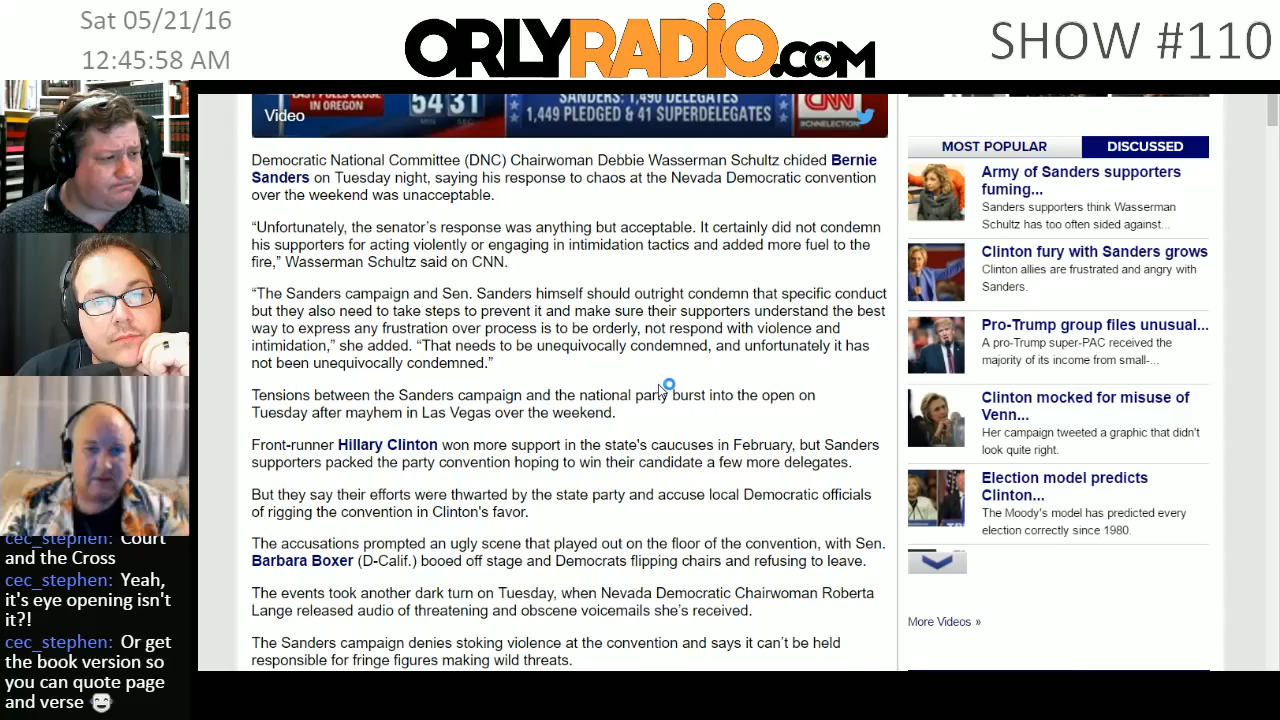 Sat 05/21/16
12:45:58 AM
ORLYRADIO.COM
SHOW #110
IN OREGON
54 31
MIN SEC
SANDERS: 1,490 DELEGATES
1,449 PLEDGED & 41 SUPERDELEGATES
CNN
#CNNELECTION
Video
Democratic National Committee (DNC) Chairwoman Debbie Wasserman Schultz chided Bernie
Sanders on Tuesday night, saying his response to chaos at the Nevada Democratic convention
over the weekend was unacceptable.
“Unfortunately, the senator’s response was anything but acceptable. It certainly did not condemn
his supporters for acting violently or engaging in intimidation tactics and added more fuel to the
fire,” Wasserman Schultz said on CNN.
“The Sanders campaign and Sen. Sanders himself should outright condemn that specific conduct
but they also need to take steps to prevent it and make sure their supporters understand the best
way to express any frustration over process is to be orderly, not respond with violence and
intimidation,” she added. “That needs to be unequivocally condemned, and unfortunately it has
not been unequivocally condemned.”
Tensions between the Sanders campaign and the national party burst into the open on
Tuesday after mayhem in Las Vegas over the weekend.
Front-runner Hillary Clinton won more support in the state's caucuses in February, but Sanders
supporters packed the party convention hoping to win their candidate a few more delegates.
But they say their efforts were thwarted by the state party and accuse local Democratic officials
of rigging the convention in Clinton's favor.
The accusations prompted an ugly scene that played out on the floor of the convention, with Sen.
Barbara Boxer (D-Calif.) booed off stage and Democrats flipping chairs and refusing to leave.
The events took another dark turn on Tuesday, when Nevada Democratic Chairwoman Roberta
Lange released audio of threatening and obscene voicemails she’s received.
The Sanders campaign denies stoking violence at the convention and says it can’t be held
responsible for fringe figures making wild threats.
MOST POPULAR
DISCUSSED
Army of Sanders supporters
fuming...
Sanders supporters think Wasserman
Schultz has too often sided against...
Clinton fury with Sanders grows
Clinton allies are frustrated and angry with
Sanders.
Pro-Trump group files unusual...
A pro-Trump super-PAC received the
majority of its income from small-...
Clinton mocked for misuse of
Venn...
Her campaign tweeted a graphic that didn't
look quite right.
Election model predicts
Clinton...
The Moody's model has predicted every
election correctly since 1980.
More Videos »
cec_stephen: Court
and the Cross
cec_stephen: Yeah,
it's eye opening isn't
it?!
cec_stephen: Or get
the book version so
you can quote page
and verse